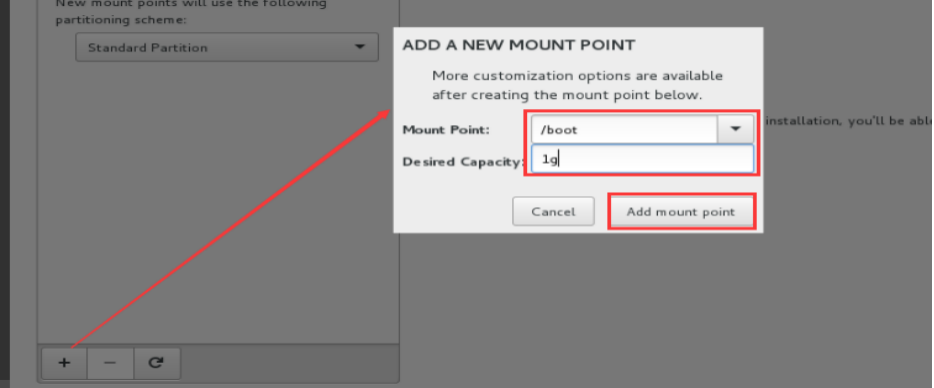 New mount points will use the following
partitioning scheme:
Standard Partition
ADD A NEW MOUNT POINT
More customization options are available
after creating the mount point below.
Mount Point:
/boot
installation, you'll be able
Desired Capacity:
1g
Cancel
Add mount point
+
−